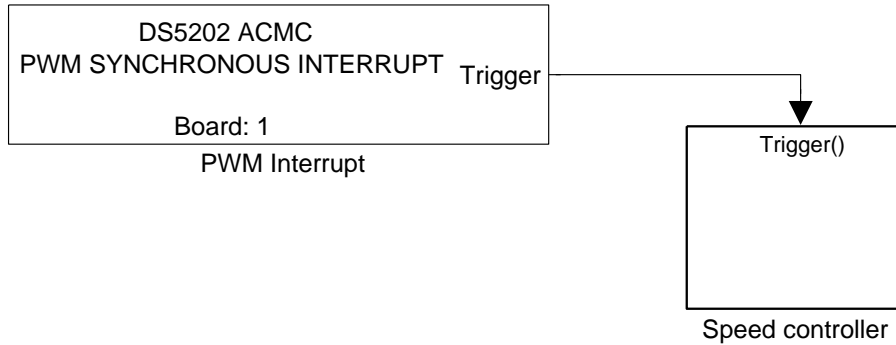 DS5202 ACMC
PWM SYNCHRONOUS INTERRUPT
Trigger
Board: 1
PWM Interrupt
Trigger()
Speed controller